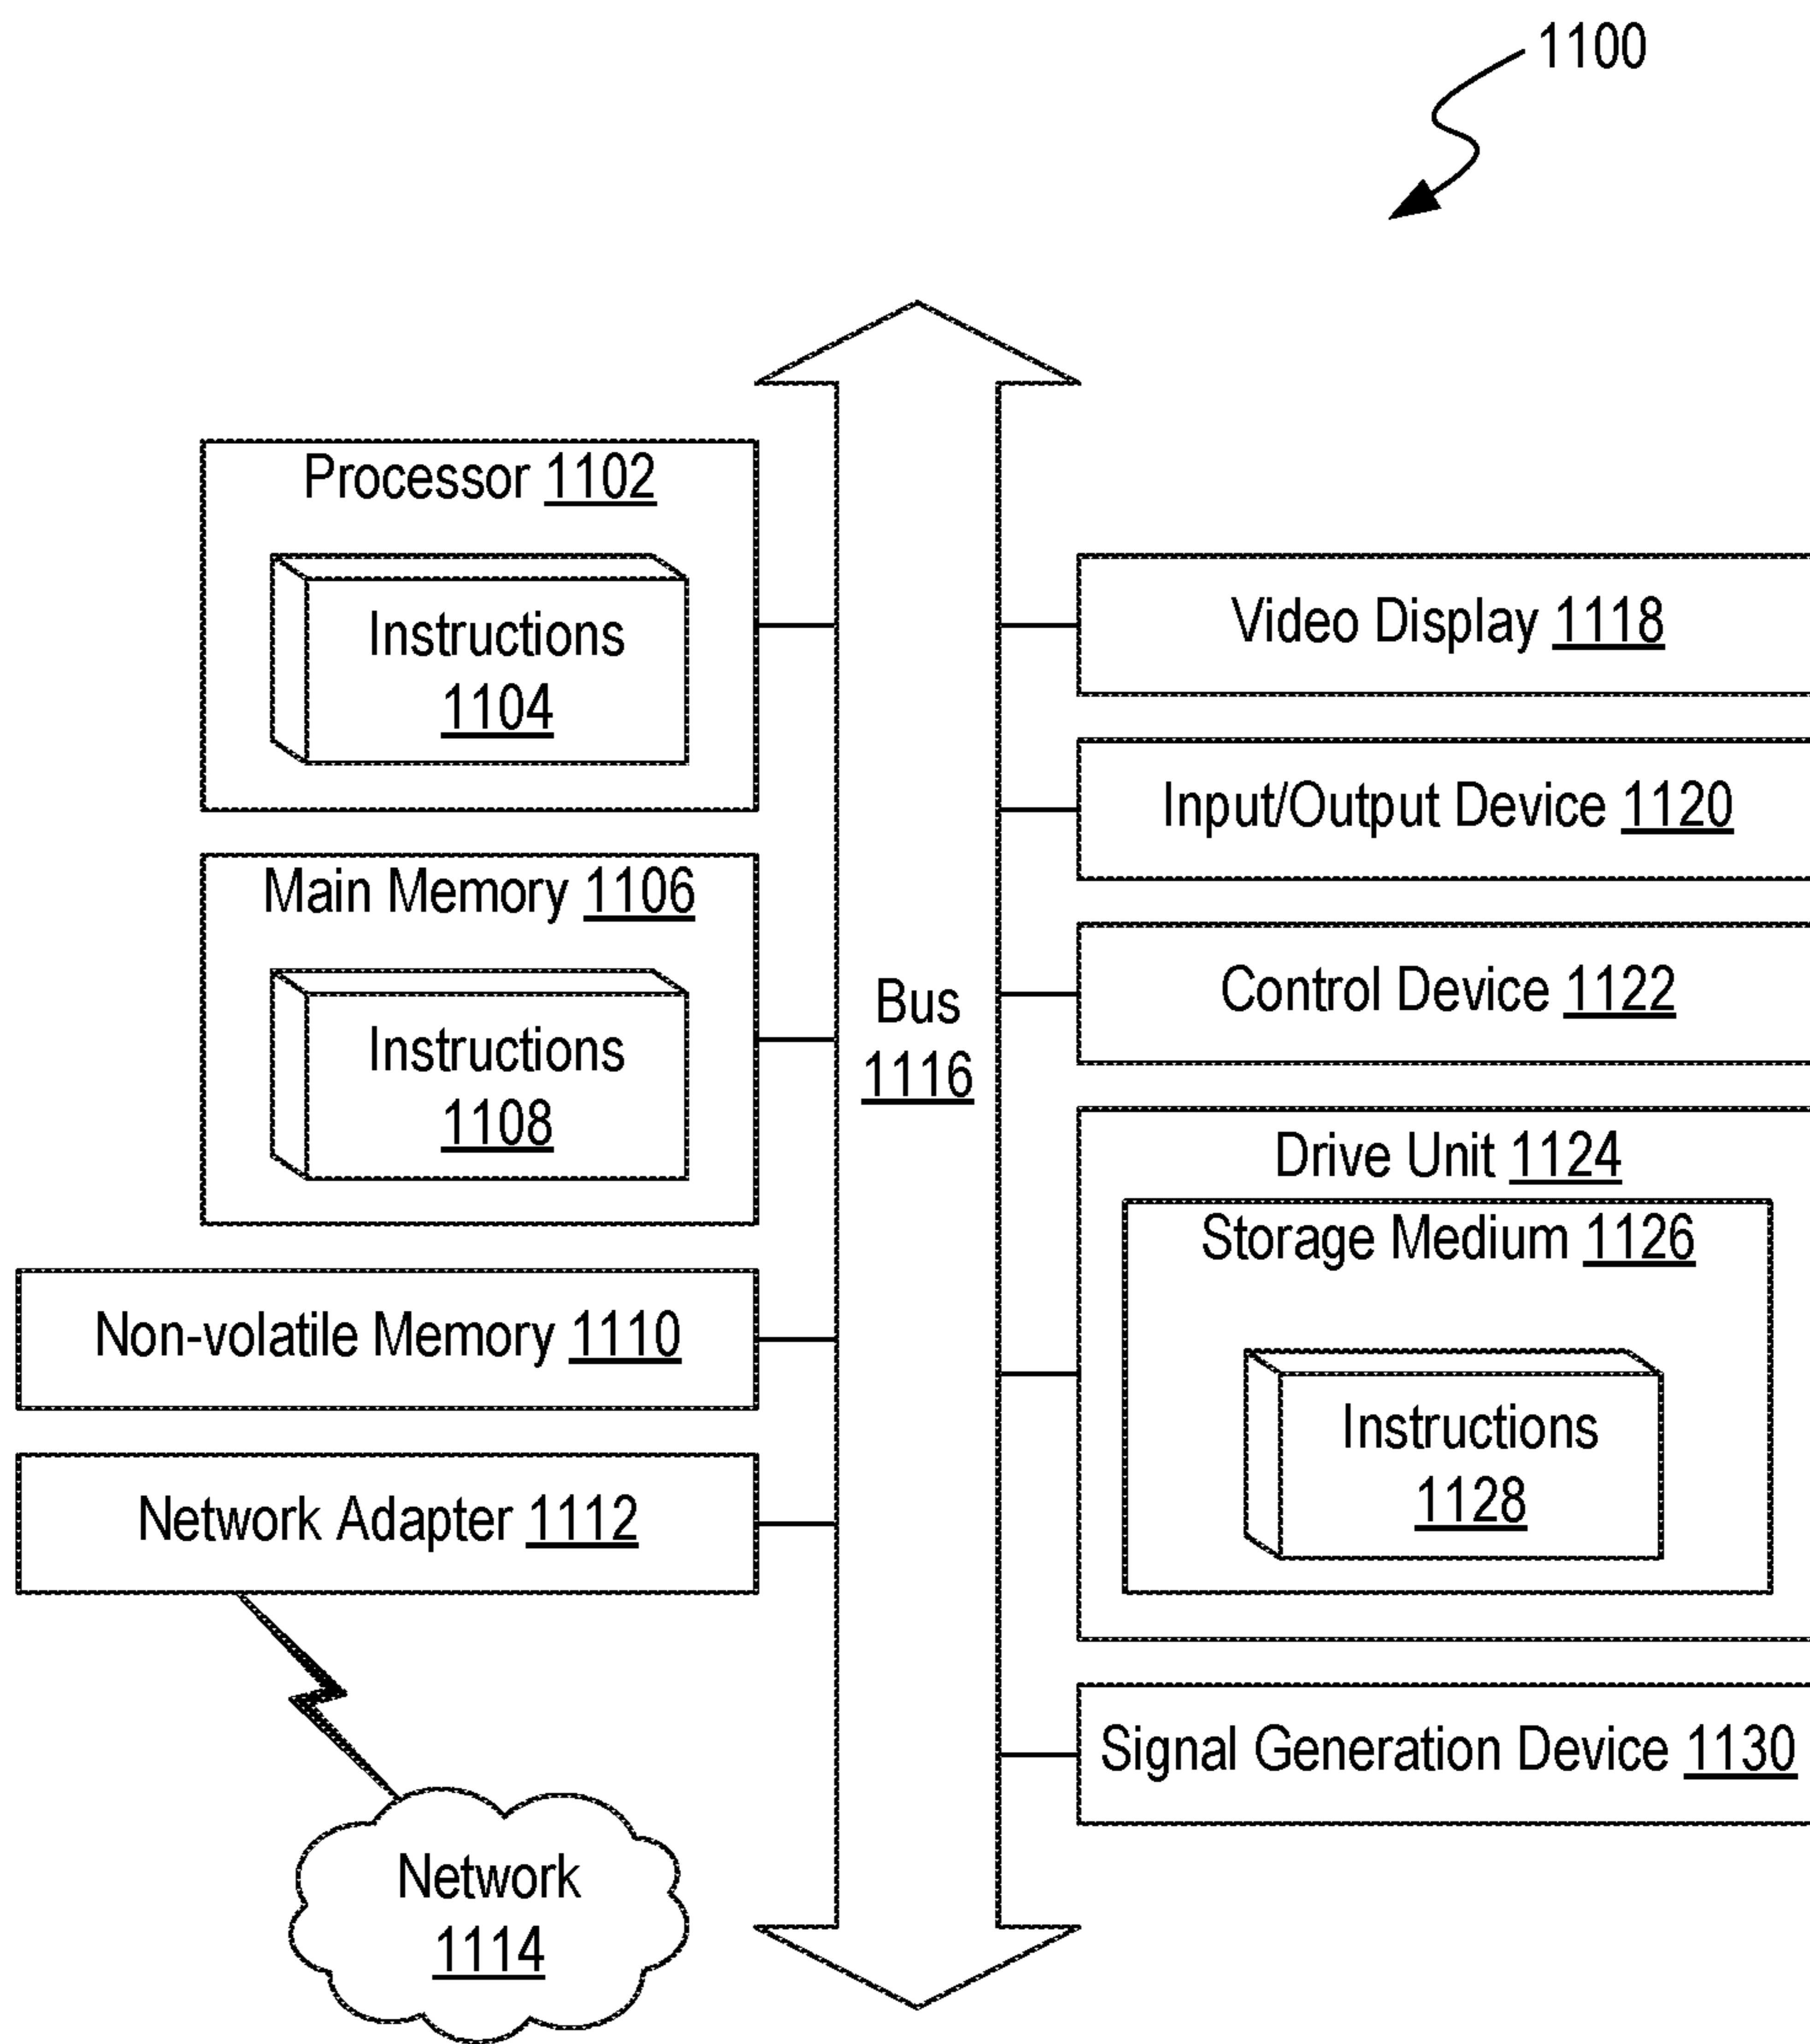 1100
Processor 1102
Instructions
1104
Main Memory 1106
Instructions
1108
Non-volatile Memory 1110
Network Adapter 1112
Network
1114
Bus
1116
Video Display 1118
Input/Output Device 1120
Control Device 1122
Drive Unit 1124
Storage Medium 1126
Instructions
1128
Signal Generation Device 1130